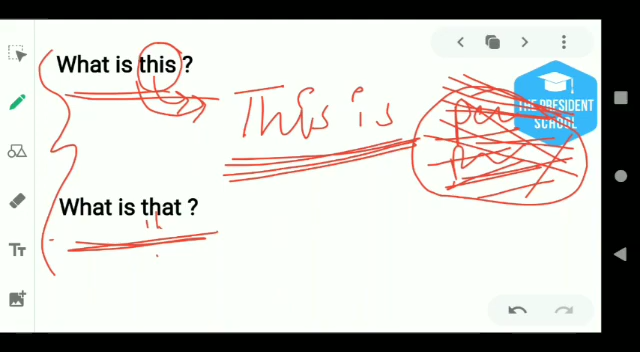 What is this ?
This is
THE PRESIDENT
SCHOOL
What is that ?